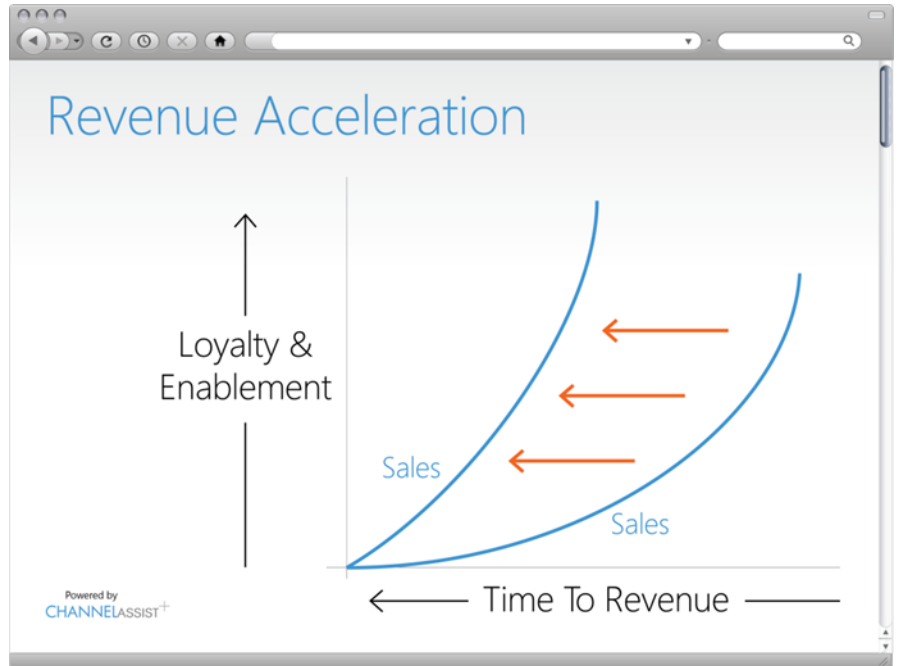 Revenue Acceleration
Loyalty &
Enablement
Sales
Sales
Time To Revenue
Powered by
CHANNELASSIST+